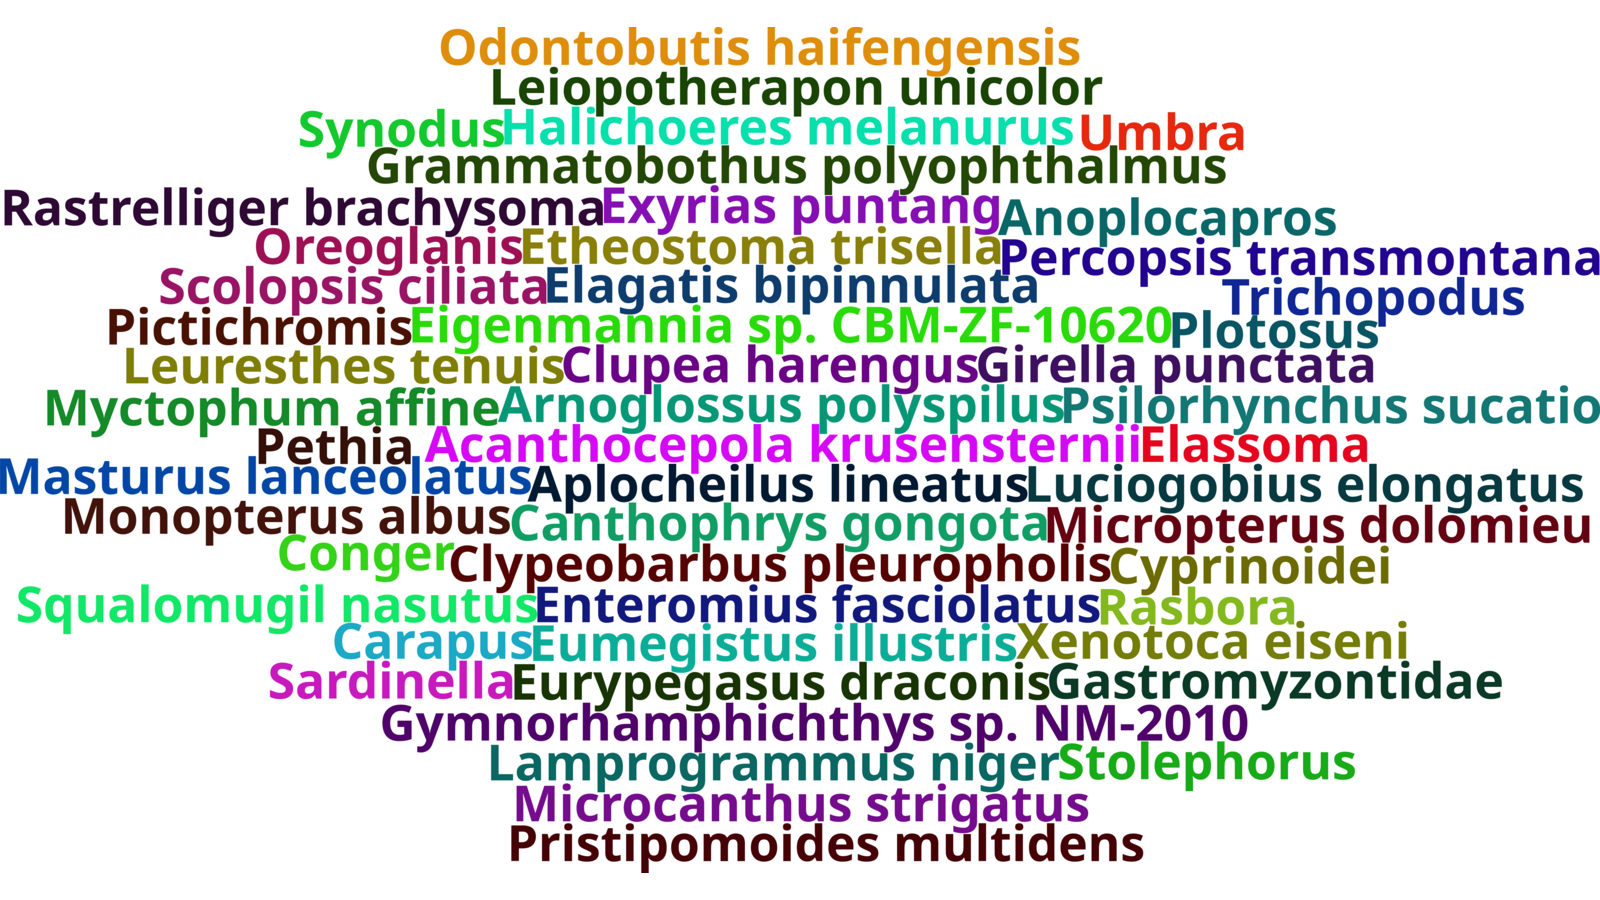 Odontobutis haifengensis
Leiopotherapon unicolor
Synodus Halichoeres melanurus Umbra
Grammatobothus polyophthalmus
Rastrelliger brachysoma Exyrias puntang Anoplocapros
Oreoglanis Etheostoma trisella Percopsis transmontana
Scolopsis ciliata Elagatis bipinnulata Trichopodus
Pictichromis Eigenmannia sp. CBM-ZF-10620 Plotosus
Leuresthes tenuis Clupea harengus Girella punctata
Myctophum affine Arnoglossus polyspilus Psilorhynchus sucatio
Pethia Acanthocepola krusensternii Elassoma
Masturus lanceolatus Aplocheilus lineatus Luciogobius elongatus
Monopterus albus Canthophrys gongota Micropterus dolomieu
Conger Clypeobarbus pleuropholis Cyprinoidei
Squalomugil nasutus Enteromius fasciolatus Rasbora
Carapus Eumegistus illustris Xenotoca eiseni
Sardinella Eurypegasus draconis Gastromyzontidae
Gymnorhamphichthys sp. NM-2010
Lamprogrammus niger Stolephorus
Microcanthus strigatus
Pristipomoides multidens